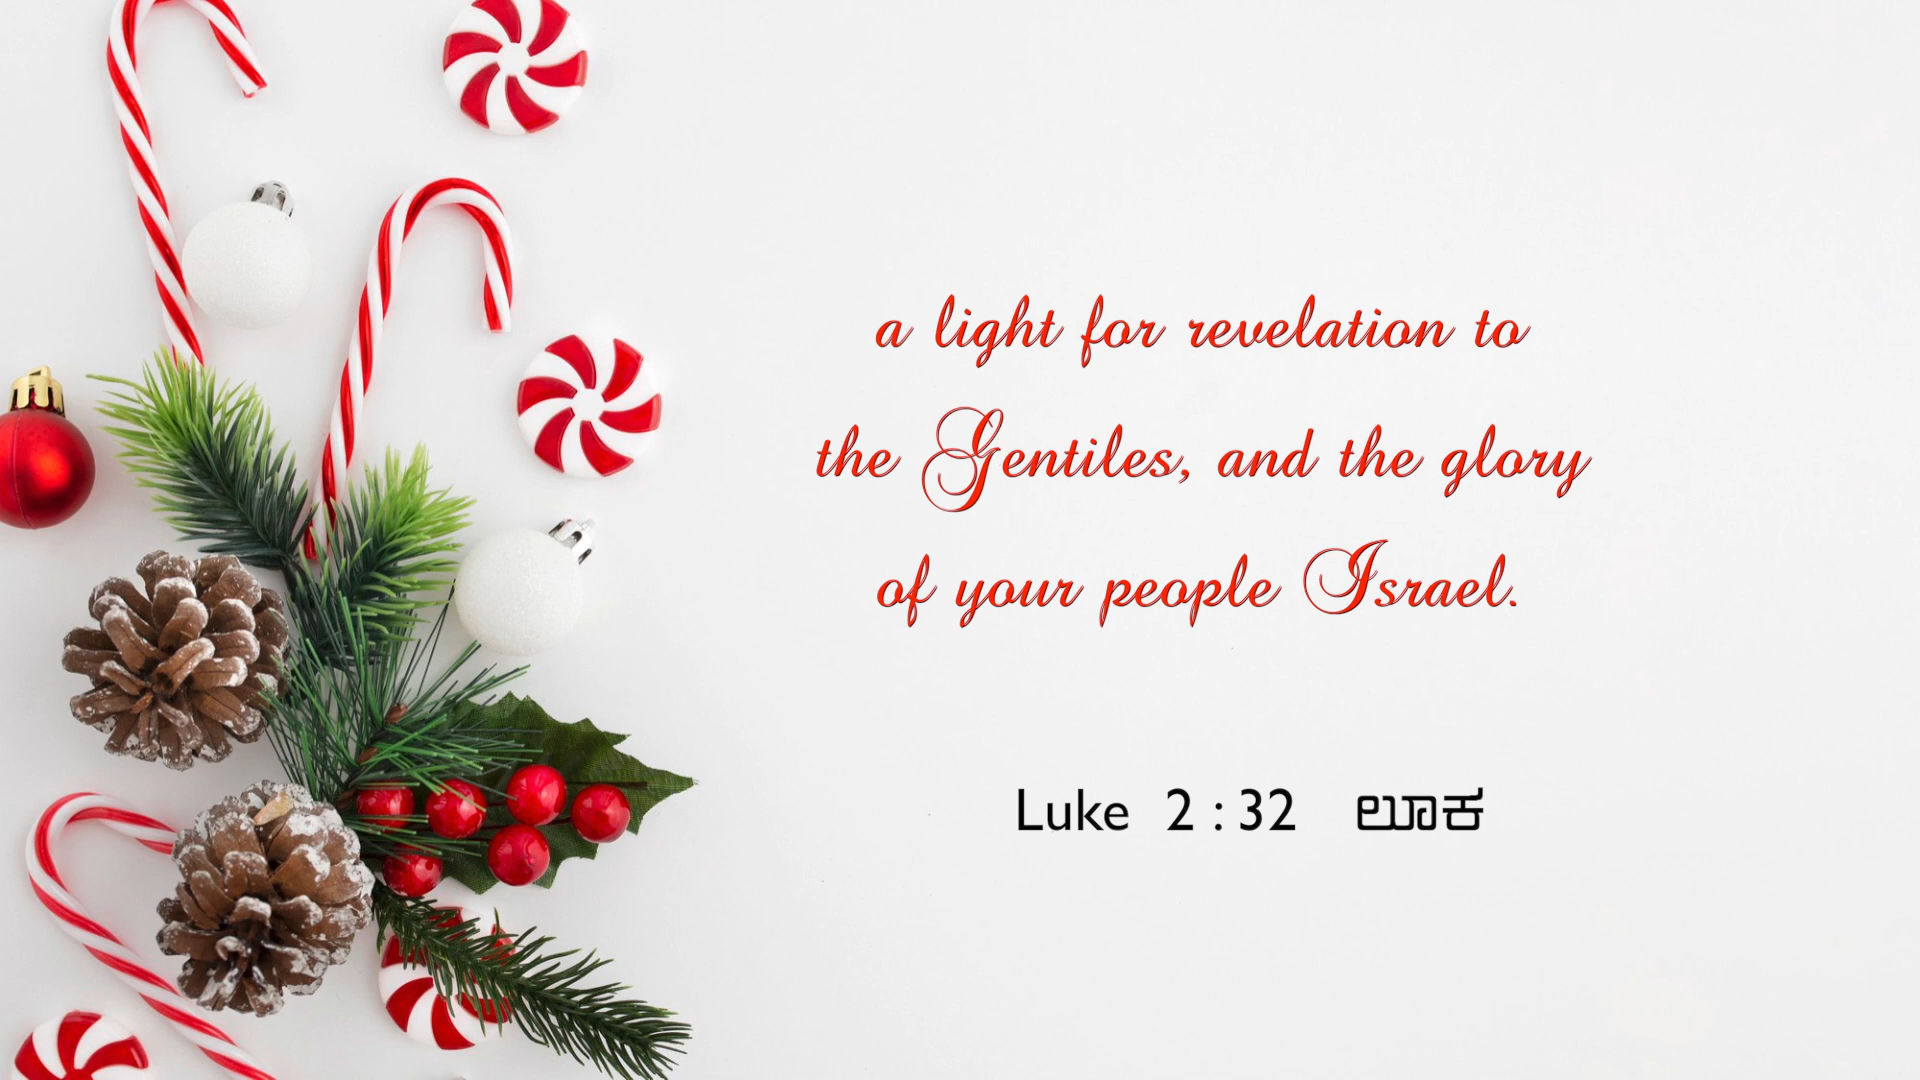 a light for revelation to
the Gentiles, and the glory
of your people Israel.
Luke 2 : 32 ಲೂಕ